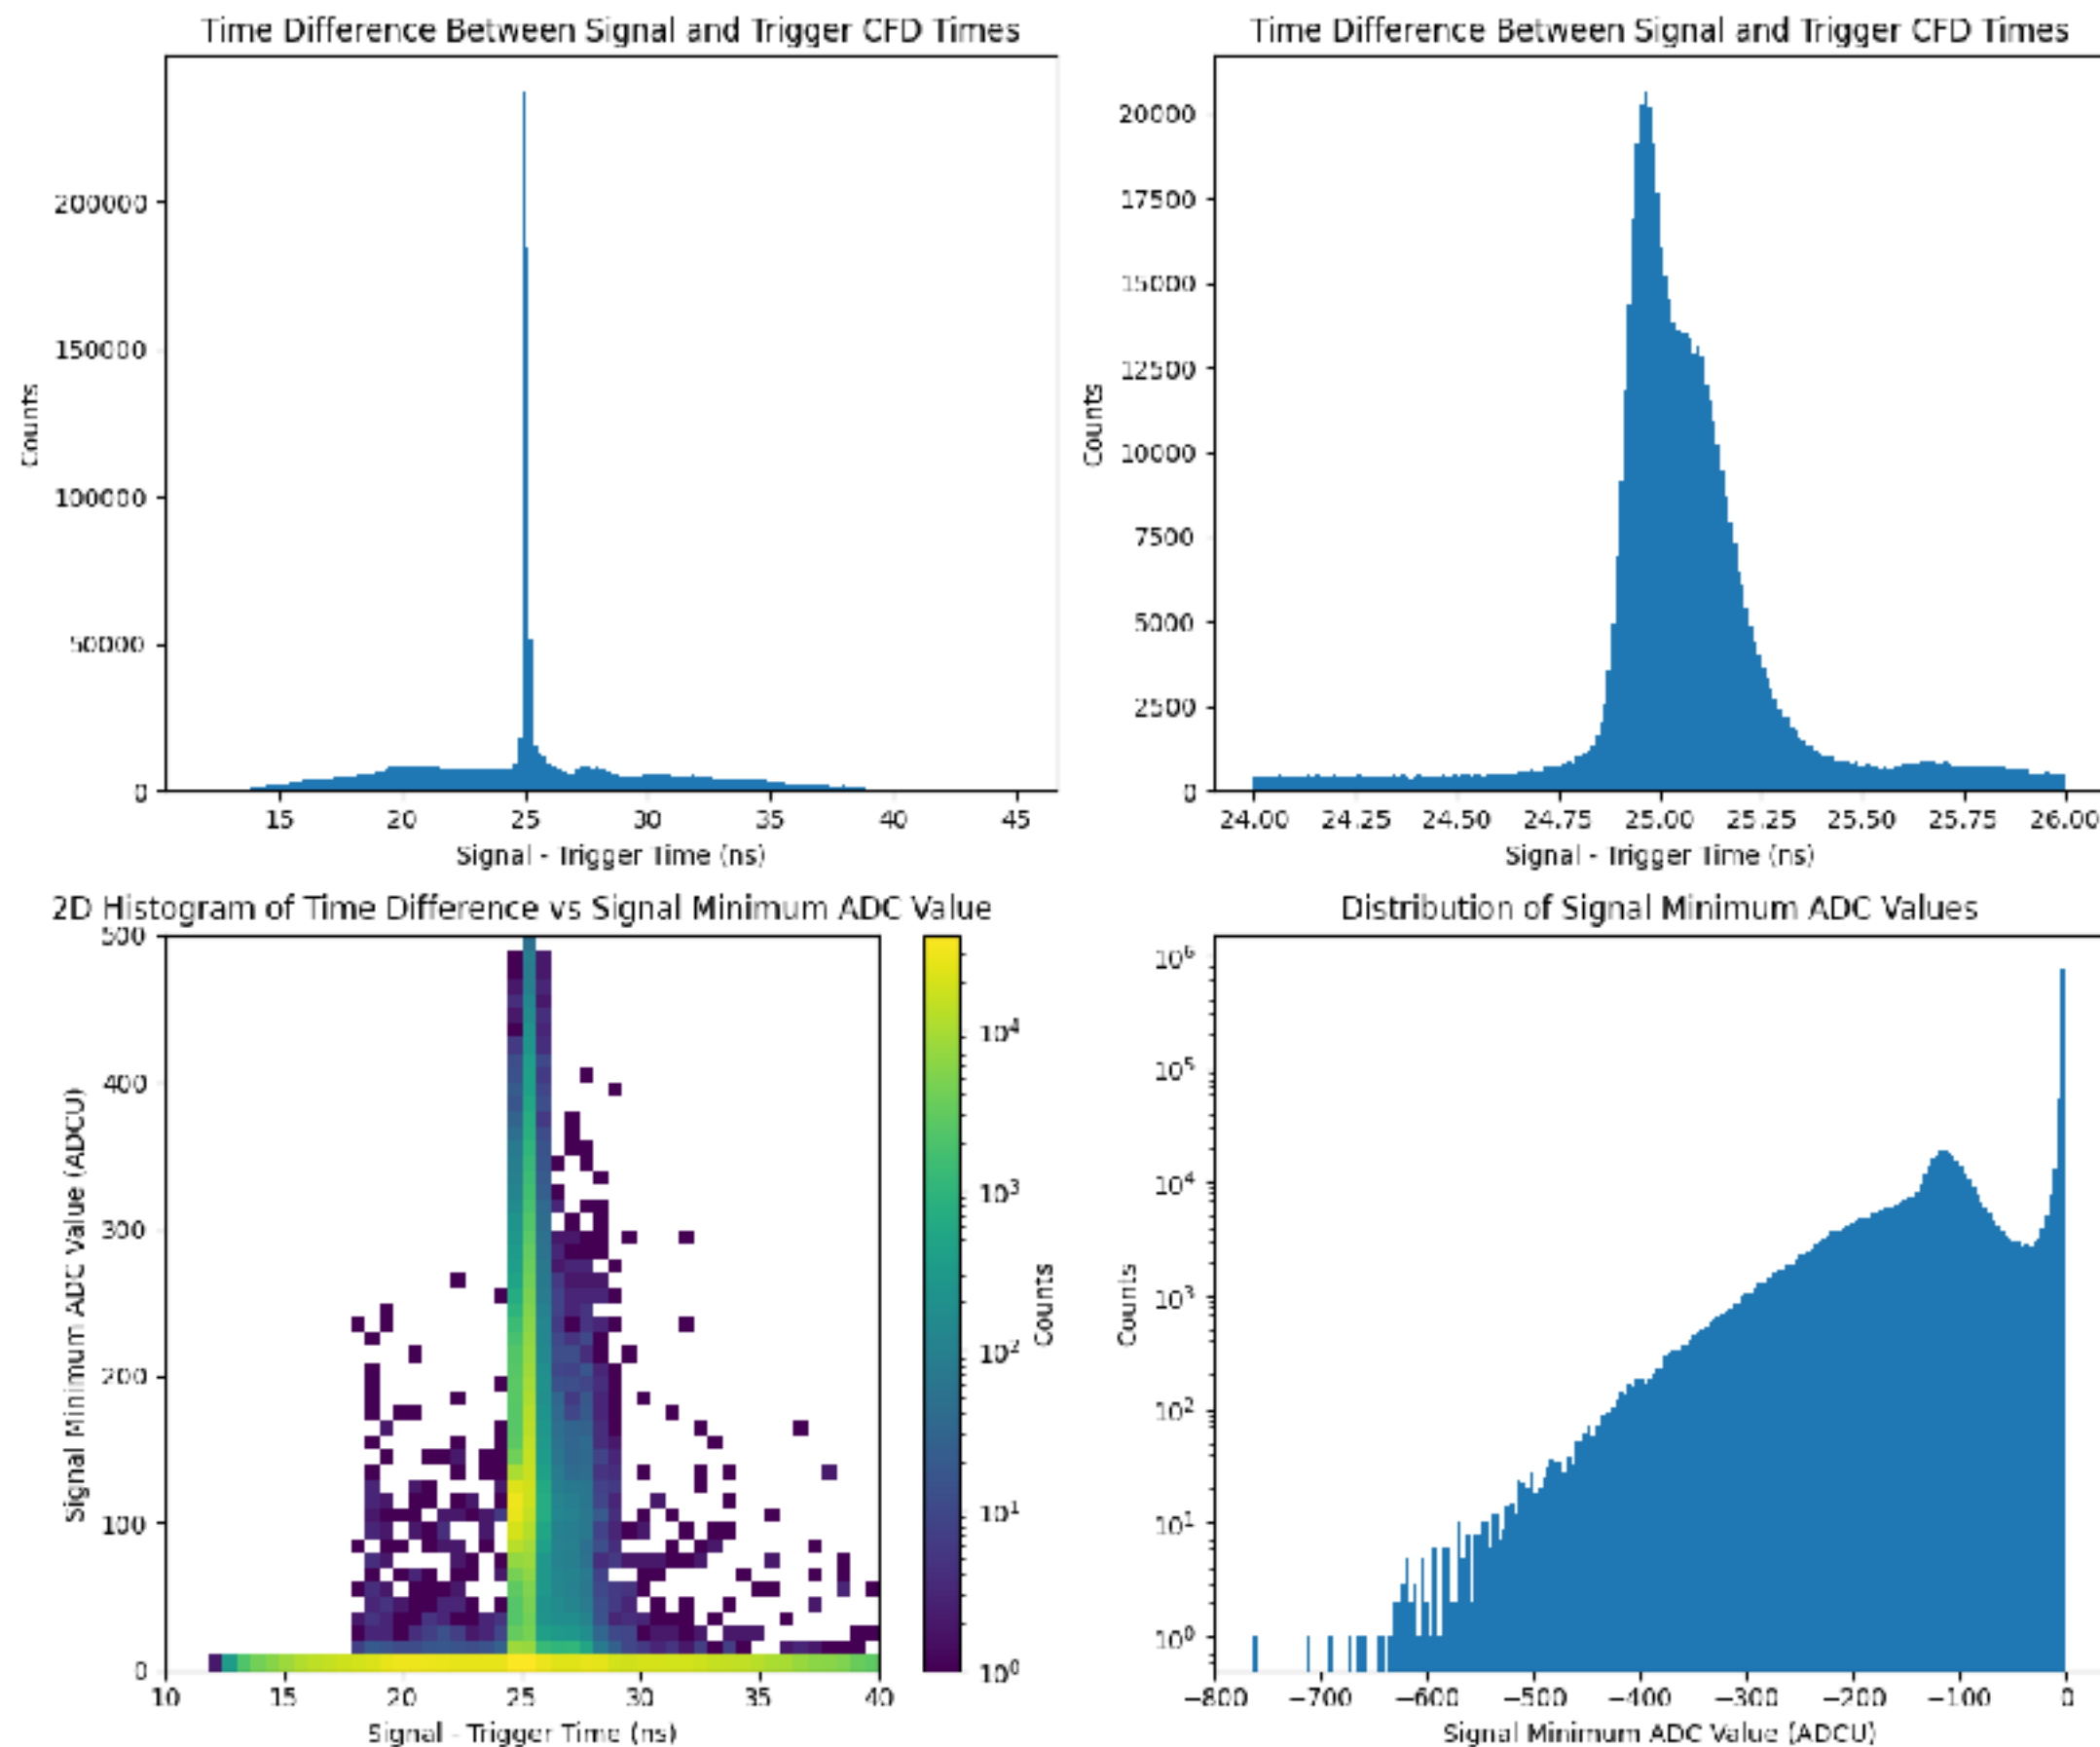 Time Difference Between Signal and Trigger CFD Times
200000
150000
100000
50000
0
Counts
15 20 25 30 35 40 45
Signal - Trigger Time (ns)
Time Difference Between Signal and Trigger CFD Times
20000
17500
15000
12500
10000
7500
5000
2500
0
Counts
24.00 24.25 24.50 24.75 25.00 25.25 25.50 25.75 26.00
Signal - Trigger Time (ns)
2D Histogram of Time Difference vs Signal Minimum ADC Value
500
400
300
200
100
0
Signal Minimum ADC Value (ADCU)
10 15 20 25 30 35 40
Signal - Trigger Time (ns)
10⁴
10³
10²
10¹
10⁰
Counts
Distribution of Signal Minimum ADC Values
10⁶
10⁵
10⁴
10³
10²
10¹
10⁰
Counts
−800 −700 −600 −500 −400 −300 −200 −100 0
Signal Minimum ADC Value (ADCU)